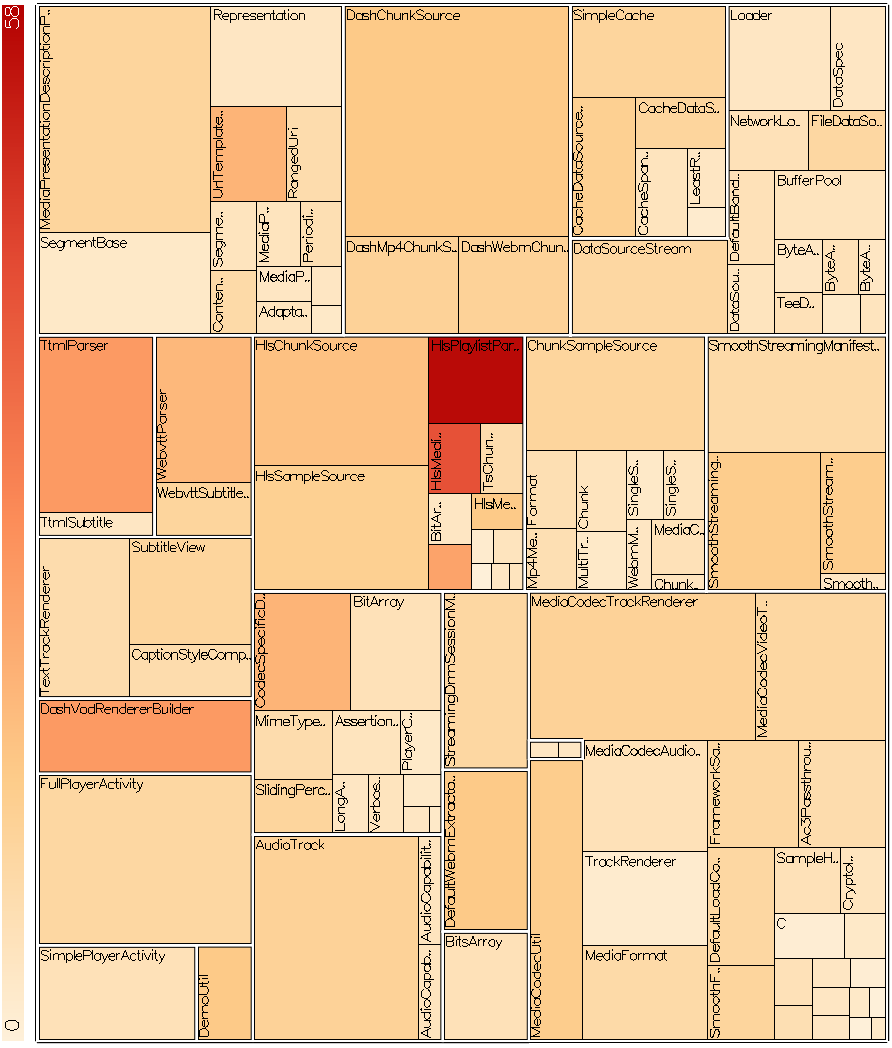 58
0
MediaPresentationDescriptionP..
Representation
UriTemplate..
RangedUri
SegmentBase
Segme..
MediaP..
Periodi..
Conten..
MediaP..
Adapta..
DashChunkSource
DashMp4ChunkS..
DashWebmChun..
SimpleCache
CacheDataSource..
CacheDataS..
CacheSpan..
LeastR..
DataSourceStream
Loader
DataSpec
NetworkLo..
FileDataSo..
DefaultBand..
BufferPool
DataSou..
ByteA..
ByteA..
ByteA..
TeeD..
TtmlParser
TtmlSubtitle
WebvttParser
WebvttSubtitle..
HlsChunkSource
HlsPlaylistPar..
HlsMedi..
TsChun..
HlsSampleSource
BitAr..
HlsMe..
ChunkSampleSource
Format
Chunk
SingleS..
SingleS..
Mp4Me..
MultiTr..
WebmM..
MediaC..
Chunk..
SmoothStreamingManifest..
SmoothStreaming..
SmoothStream..
Smooth..
TextTrackRenderer
SubtitleView
CaptionStyleComp..
DashVodRendererBuilder
FullPlayerActivity
SimplePlayerActivity
DemoUtil
CodecSpecificD..
BitArray
MimeType..
Assertion..
PlayerC..
SlidingPerc..
LongA..
Verbos..
AudioTrack
AudioCapabilit..
AudioCapab..
StreamingDrmSessionM..
DefaultWebmExtracto..
BitsArray
MediaCodecTrackRenderer
MediaCodecVideoT..
MediaCodecUtil
MediaCodecAudio..
TrackRenderer
MediaFormat
FrameworkSa..
Ac3Passthrou..
DefaultLoadCo..
SmoothF..
SampleH..
CryptoI..
C